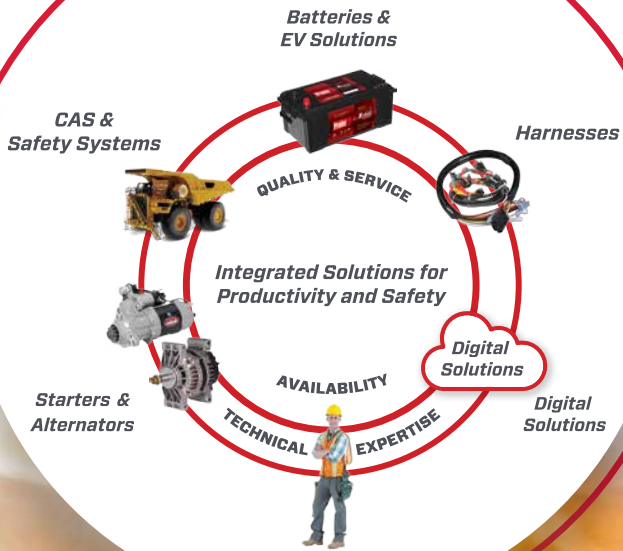 Batteries &
EV Solutions
CAS &
Safety Systems
Harnesses
QUALITY & SERVICE
Integrated Solutions for
Productivity and Safety
Digital
Solutions
AVAILABILITY
Starters &
Alternators
TECHNICAL EXPERTISE
Digital
Solutions